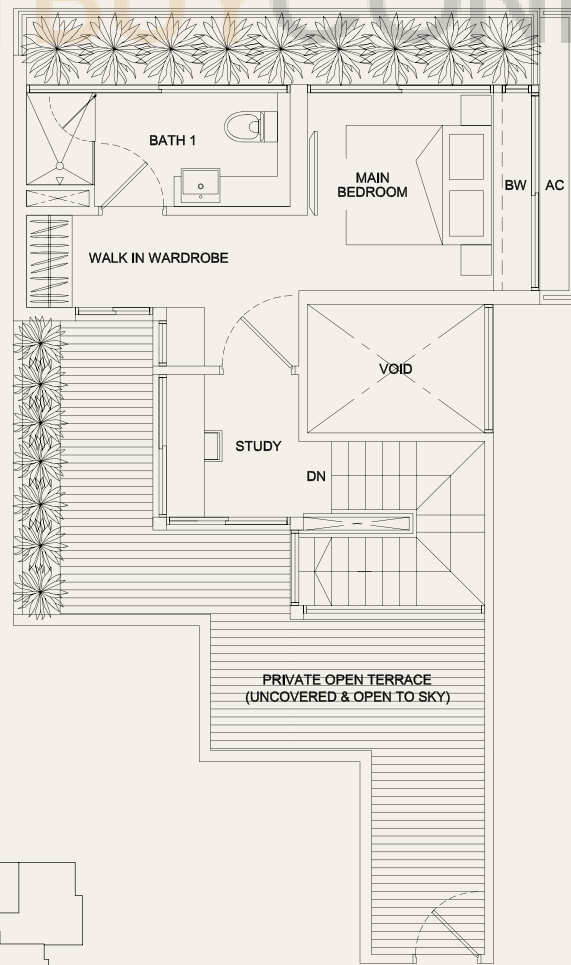 BATH 1
MAIN
BEDROOM
BW
AC
WALK IN WARDROBE
VOID
STUDY
DN
PRIVATE OPEN TERRACE
(UNCOVERED & OPEN TO SKY)